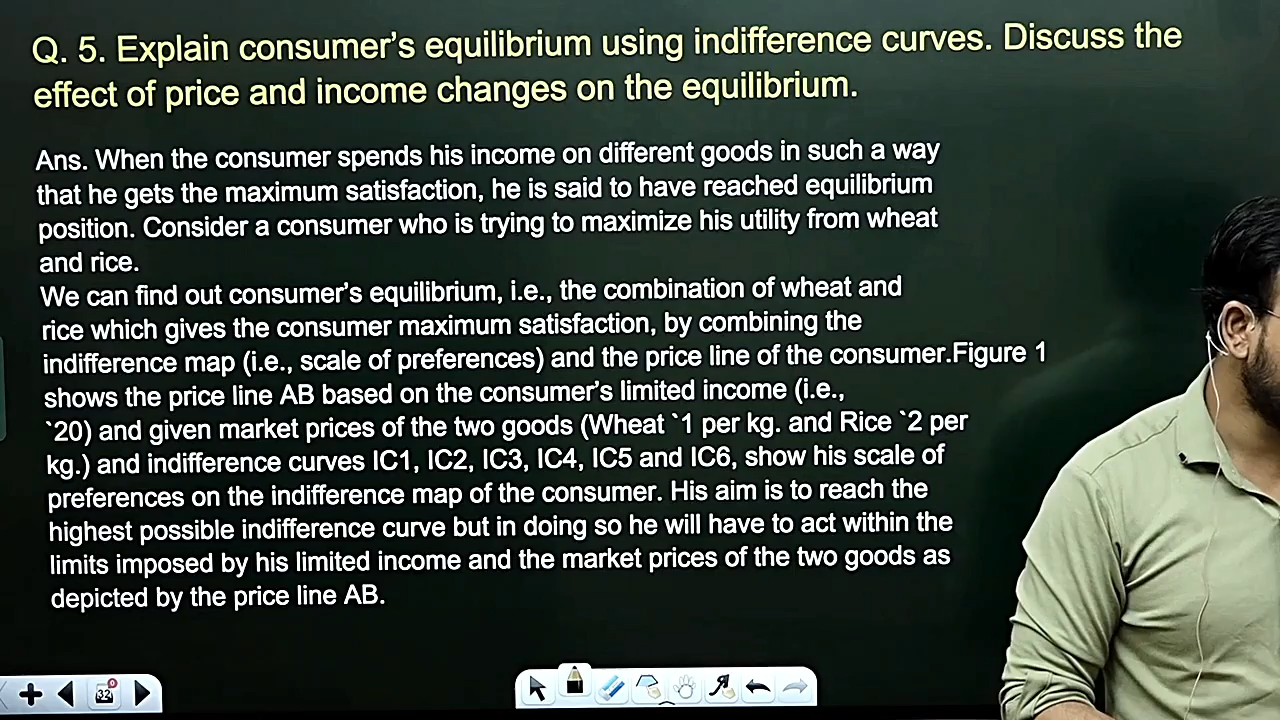 Q. 5. Explain consumer's equilibrium using indifference curves. Discuss the
effect of price and income changes on the equilibrium.
Ans. When the consumer spends his income on different goods in such a way
that he gets the maximum satisfaction, he is said to have reached equilibrium
position. Consider a consumer who is trying to maximize his utility from wheat
and rice.
We can find out consumer's equilibrium, i.e., the combination of wheat and
rice which gives the consumer maximum satisfaction, by combining the
indifference map (i.e., scale of preferences) and the price line of the consumer.Figure 1
shows the price line AB based on the consumer's limited income (i.e.,
`20) and given market prices of the two goods (Wheat `1 per kg. and Rice `2 per
kg.) and indifference curves IC1, IC2, IC3, IC4, IC5 and IC6, show his scale of
preferences on the indifference map of the consumer. His aim is to reach the
highest possible indifference curve but in doing so he will have to act within the
limits imposed by his limited income and the market prices of the two goods as
depicted by the price line AB.
32